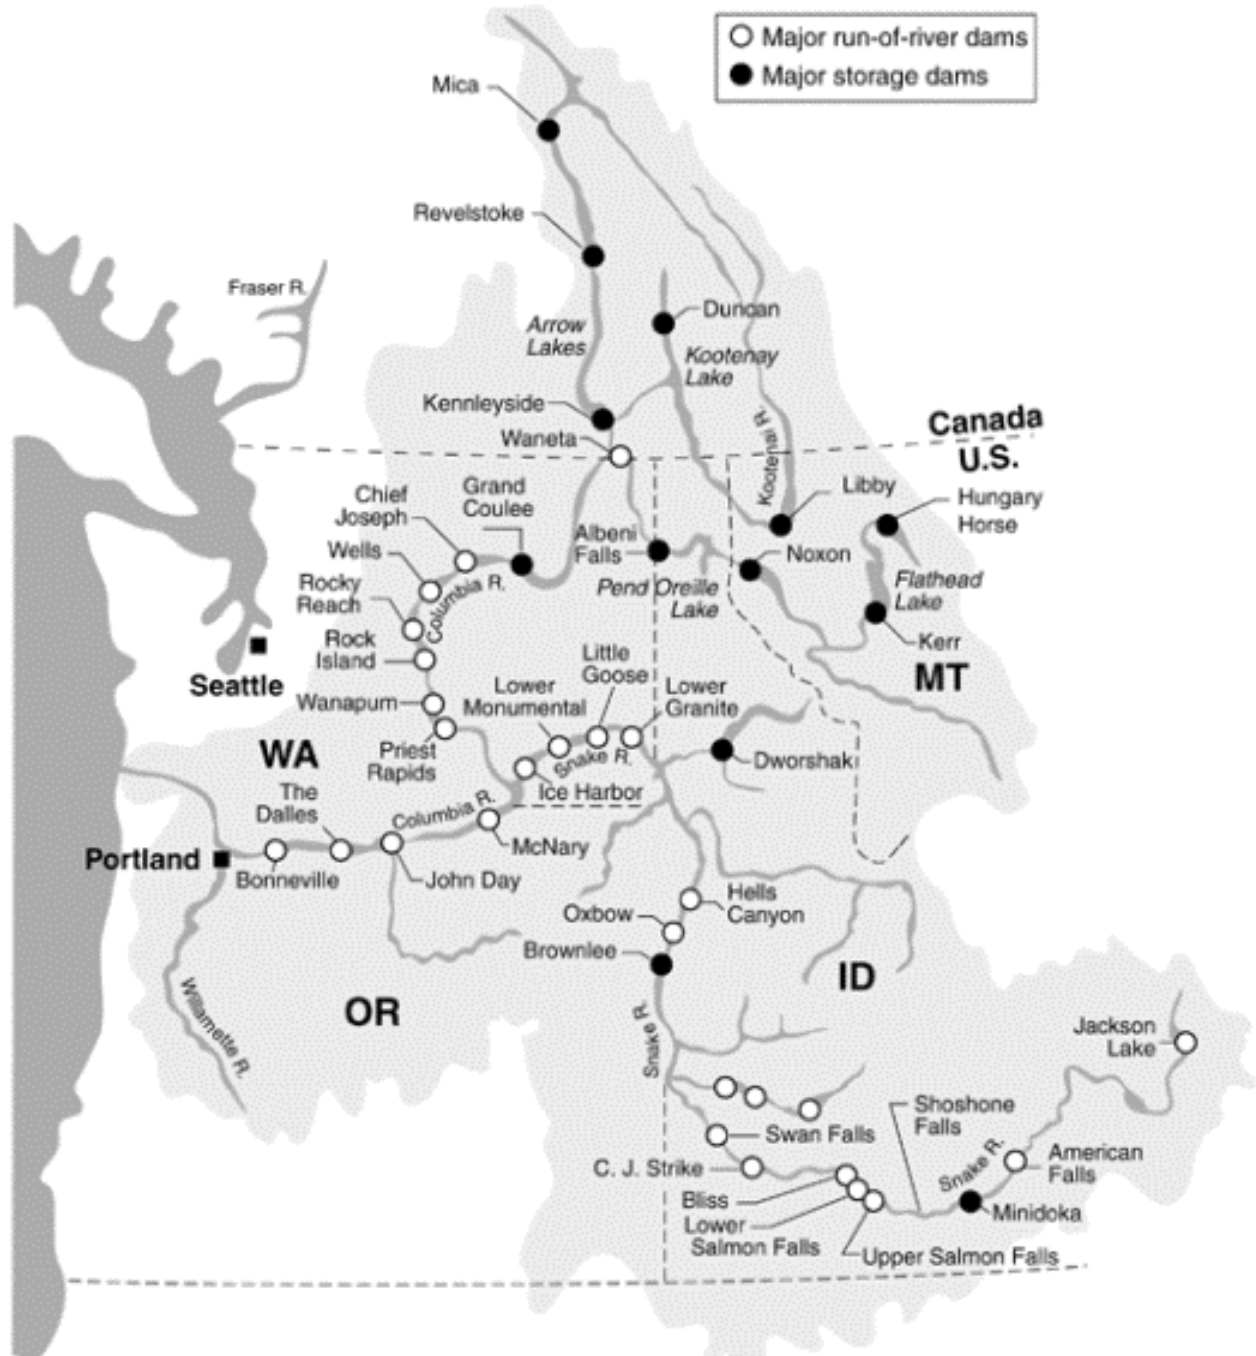 Major run-of-river dams
Major storage dams
Mica
Revelstoke
Fraser R.
Duncan
Arrow
Lakes
Kootenay
Lake
Kennleyside
Canada
Waneta
U.S.
Kootenai R.
Libby
Hungary
Horse
Grand
Coulee
Chief
Joseph
Albeni
Falls
Noxon
Wells
Columbia R.
Pend Oreille
Lake
Flathead
Lake
Rocky
Reach
Rock
Island
Kerr
Seattle
MT
Little
Goose
Lower
Monumental
Lower
Granite
Wanapum
Priest
Rapids
WA
Snake R.
Dworshak
Ice Harbor
The
Dalles
Columbia R.
McNary
Portland
Bonneville
John Day
Hells
Canyon
Oxbow
Brownlee
ID
OR
Willamette R.
Snake R.
Jackson
Lake
Shoshone
Falls
Swan Falls
Snake R.
American
Falls
C. J. Strike
Bliss
Lower
Salmon Falls
Minidoka
Upper Salmon Falls